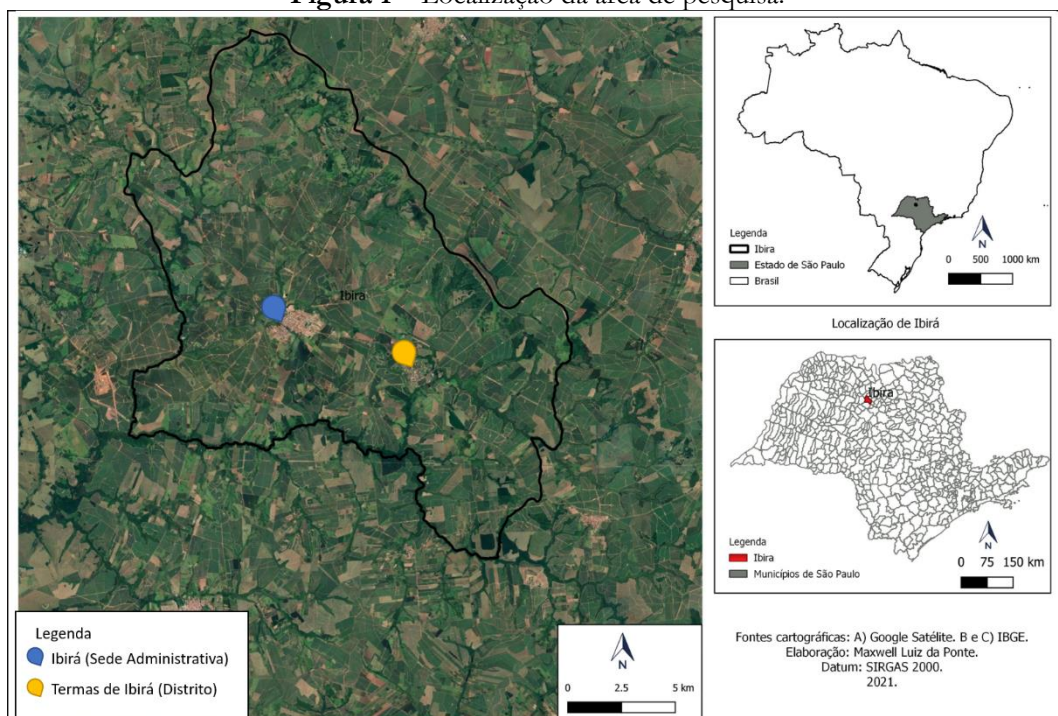 Figura 1 - Localização da área de pesquisa.
Ibira
Legenda
Ibirá (Sede Administrativa)
Termas de Ibirá (Distrito)
N
0 2.5 5 km
Legenda
Ibira
Estado de São Paulo
Brasil
N
0 500 1000 km
Localização de Ibirá
Ibira
Legenda
Ibira
Municípios de São Paulo
N
0 75 150 km
Fontes cartográficas: A) Google Satélite. B e C) IBGE.
Elaboração: Maxwell Luiz da Ponte.
Datum: SIRGAS 2000.
2021.